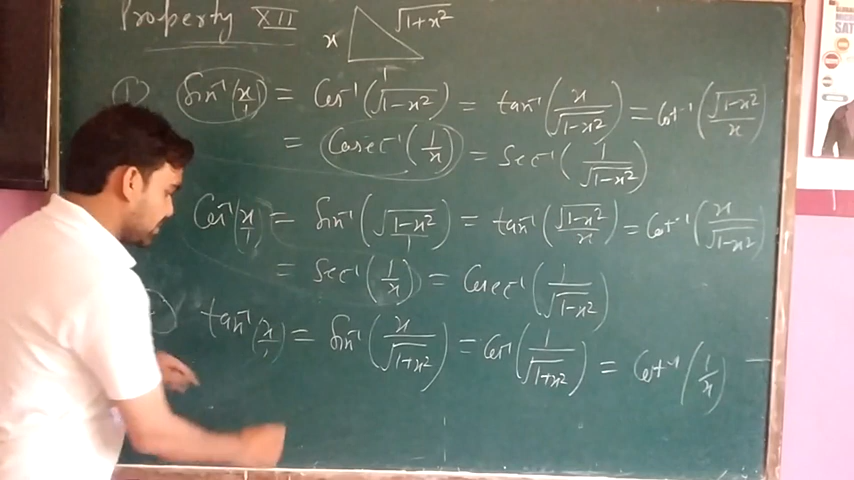 Property XII
x √1+x²
1) Sin⁻¹(x/1) = Cos⁻¹(√1-x²/1) = tan⁻¹(x/√1-x²) = Cot⁻¹(√1-x²/x)
= Cosec⁻¹(1/x) = Sec⁻¹(1/√1-x²)
Cos⁻¹(x/1) = Sin⁻¹(√1-x²/1) = tan⁻¹(√1-x²/x) = Cot⁻¹(x/√1-x²)
= Sec⁻¹(1/x) = Cosec⁻¹(1/√1-x²)
tan⁻¹(x/1) = Sin⁻¹(x/√1+x²) = Cos⁻¹(1/√1+x²) = Cot⁻¹(1/x)